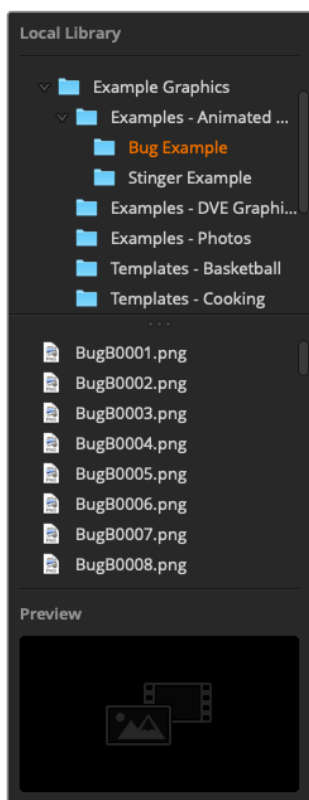 Local Library
Example Graphics
Examples - Animated ...
Bug Example
Stinger Example
Examples - DVE Graphi...
Examples - Photos
Templates - Basketball
Templates - Cooking
BugB0001.png
BugB0002.png
BugB0003.png
BugB0004.png
BugB0005.png
BugB0006.png
BugB0007.png
BugB0008.png
Preview